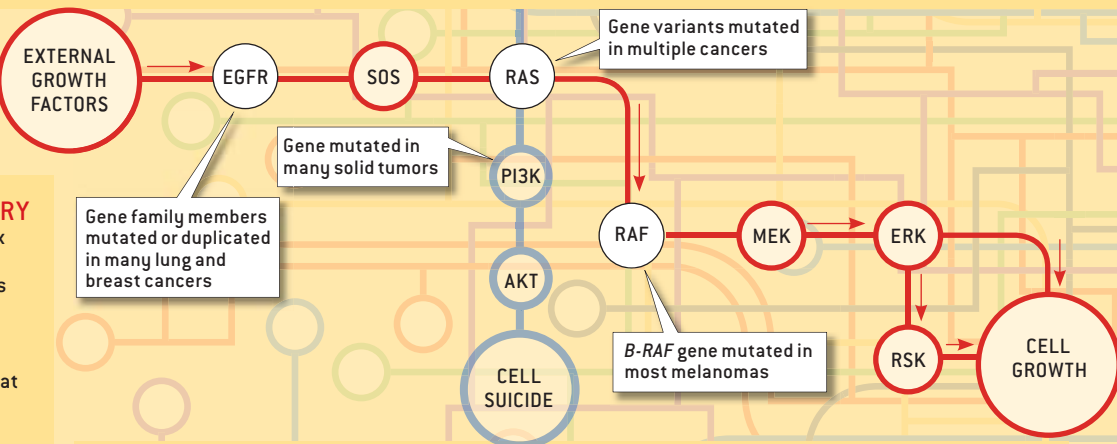 EXTERNAL
GROWTH
FACTORS
EGFR
SOS
RAS
Gene variants mutated
in multiple cancers
Gene mutated in
many solid tumors
PI3K
Gene family members
mutated or duplicated
in many lung and
breast cancers
RAF
MEK
ERK
AKT
B-RAF gene mutated in
most melanomas
RSK
CELL
GROWTH
CELL
SUICIDE
RY
x
s
at